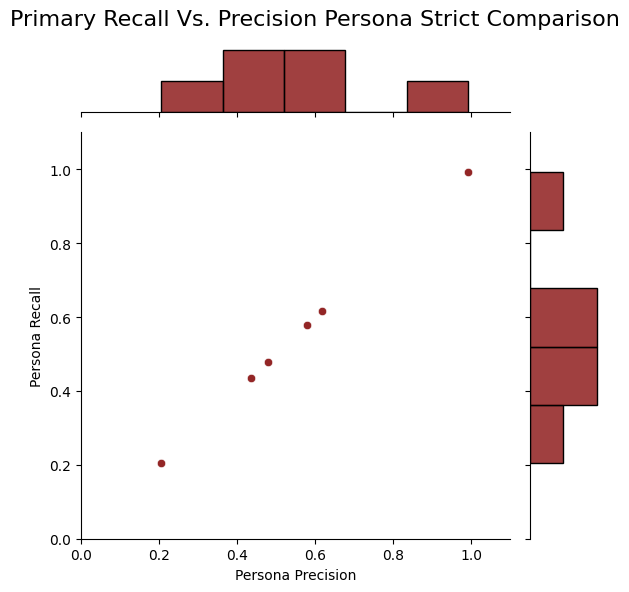 Primary Recall Vs. Precision Persona Strict Comparison
1.0
0.8
0.6
0.4
0.2
0.0
Persona Recall
0.0 0.2 0.4 0.6 0.8 1.0
Persona Precision